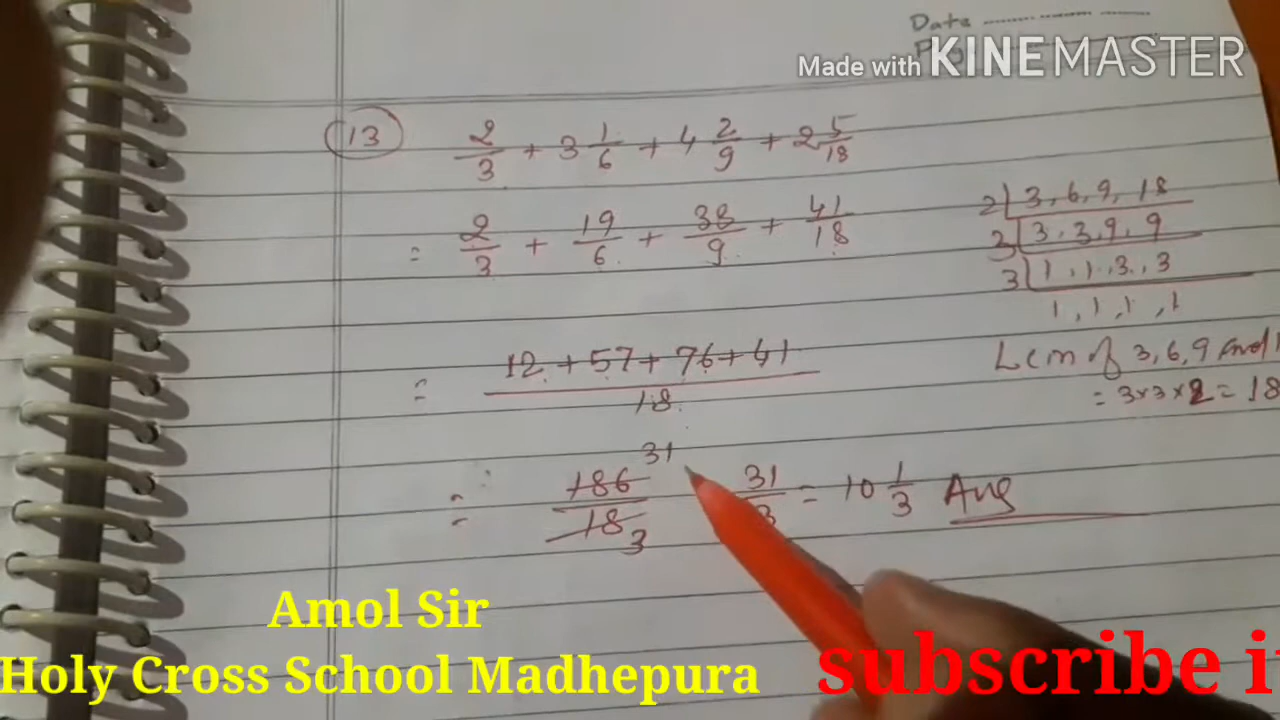 Date
Made with KINEMASTER
13 2/3 + 3 1/6 + 4 2/9 + 2 5/18
= 2/3 + 19/6 + 38/9 + 41/18
2 | 3, 6, 9, 18
3 | 3, 3, 9, 9
3 | 1, 1, 3, 3
1, 1, 1, 1
LCM of 3, 6, 9 and
= 3×3×2 = 18
= 12 + 57 + 76 + 41 / 18
= 186/18 31/3 31/3 = 10 1/3 Ans
Amol Sir
Holy Cross School Madhepura
subscribe